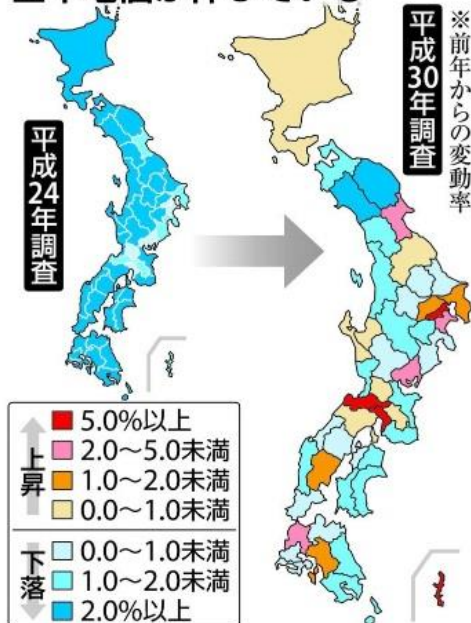 ※前年からの変動率
平成30年調査
平成24年調査
上昇
5.0%以上
2.0〜5.0未満
1.0〜2.0未満
0.0〜1.0未満
下落
0.0〜1.0未満
1.0〜2.0未満
2.0%以上